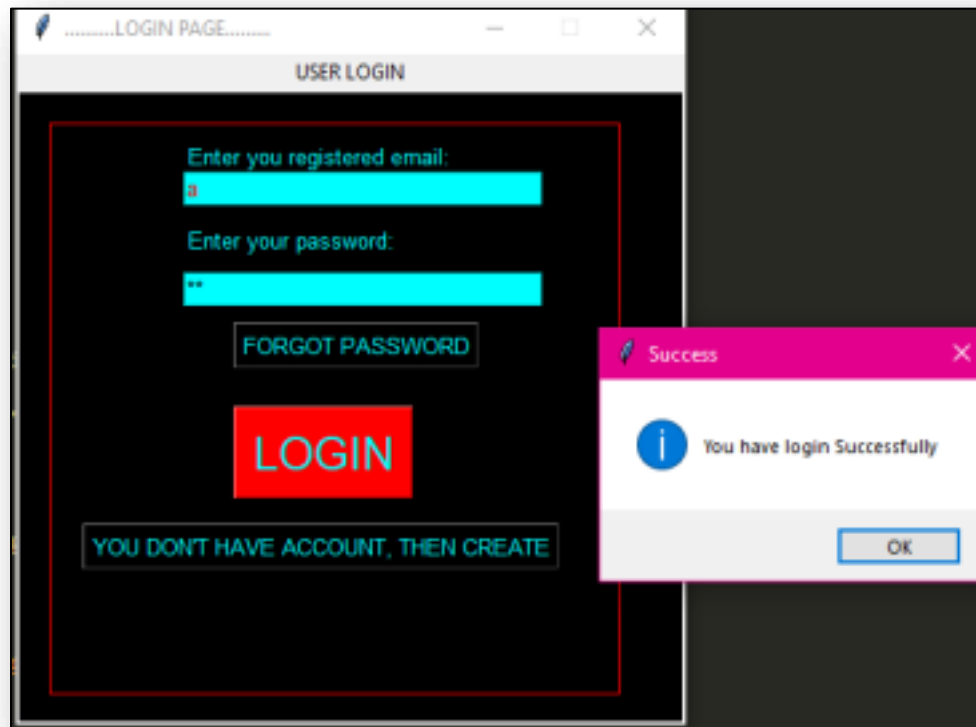 ..........LOGIN PAGE.........
USER LOGIN
Enter you registered email:
a
Enter your password:
**
FORGOT PASSWORD
LOGIN
YOU DON'T HAVE ACCOUNT, THEN CREATE
Success
You have login Successfully
OK